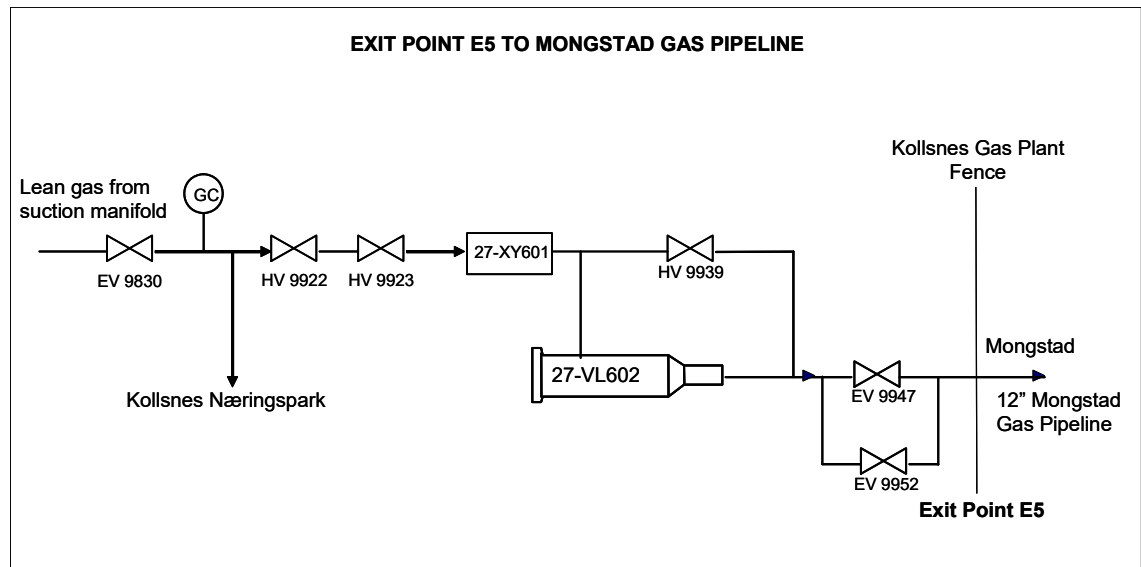 EXIT POINT E5 TO MONGSTAD GAS PIPELINE
Kollsnes Gas Plant
Fence
Lean gas from
suction manifold
GC
EV 9830
HV 9922
HV 9923
27-XY601
HV 9939
Kollsnes Næringspark
27-VL602
EV 9947
Mongstad
12” Mongstad
Gas Pipeline
EV 9952
Exit Point E5